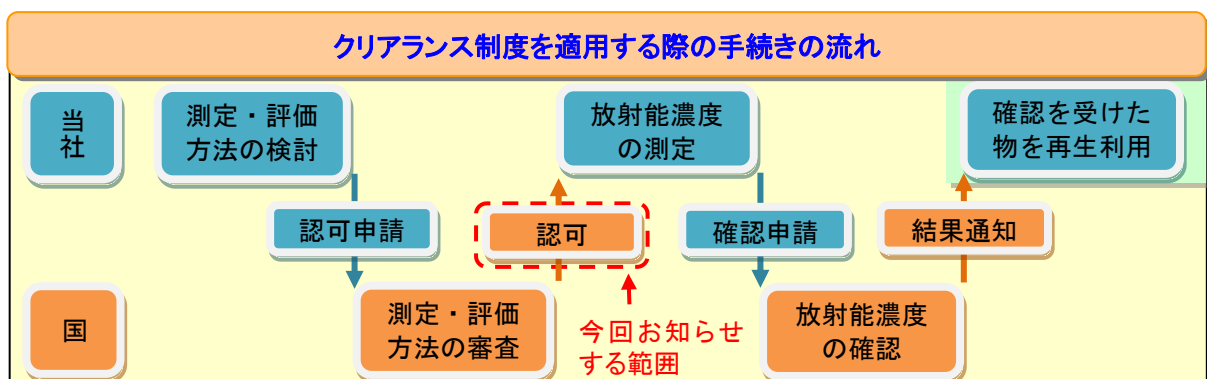 クリアランス制度を適用する際の手続きの流れ
当
社
測定・評価
方法の検討
放射能濃度
の測定
確認を受けた
物を再生利用
認可申請
認可
確認申請
結果通知
国
測定・評価
方法の審査
今回お知らせ
する範囲
放射能濃度
の確認